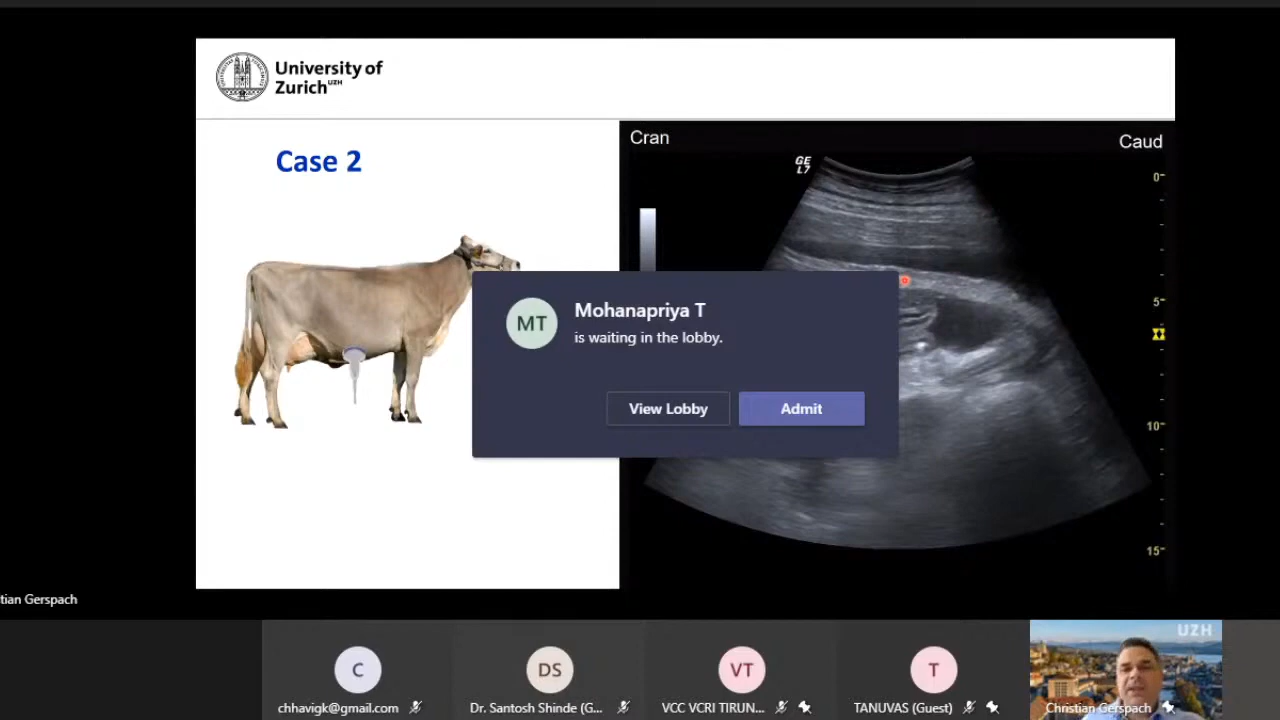 University of
Zurich UZH
Case 2
Cran
Caud
GE
L7
0
5
10
15
Mohanapriya T
MT
is waiting in the lobby.
View Lobby
Admit
tian Gerspach
C
DS
VT
T
UZH
chhavigk@gmail.com
Dr. Santosh Shinde (G...
VCC VCRI TIRUN...
TANUVAS (Guest)
Christian Gerspach